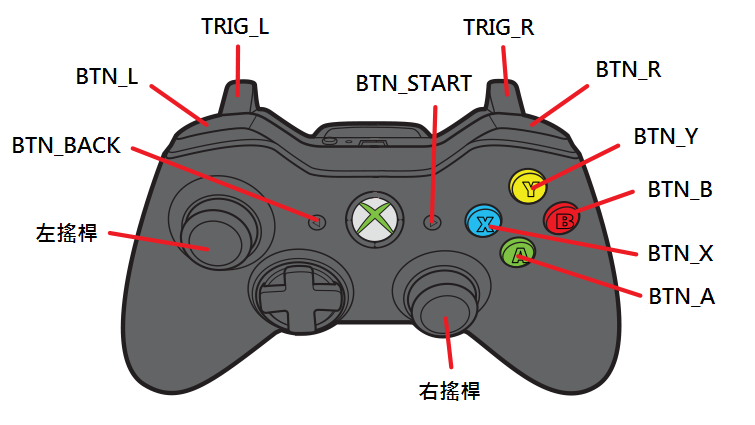 TRIG_L
TRIG_R
BTN_L
BTN_START
BTN_R
BTN_BACK
BTN_Y
Y
BTN_B
左搖桿
X
B
BTN_X
A
BTN_A
右搖桿